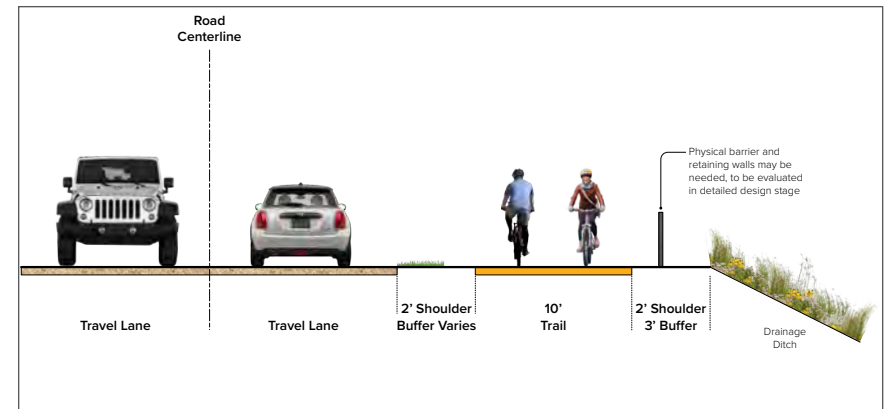 Road
Centerline
Physical barrier and
retaining walls may be
needed, to be evaluated
in detailed design stage
Travel Lane
Travel Lane
2’ Shoulder
Buffer Varies
10’
Trail
2’ Shoulder
3’ Buffer
Drainage
Ditch